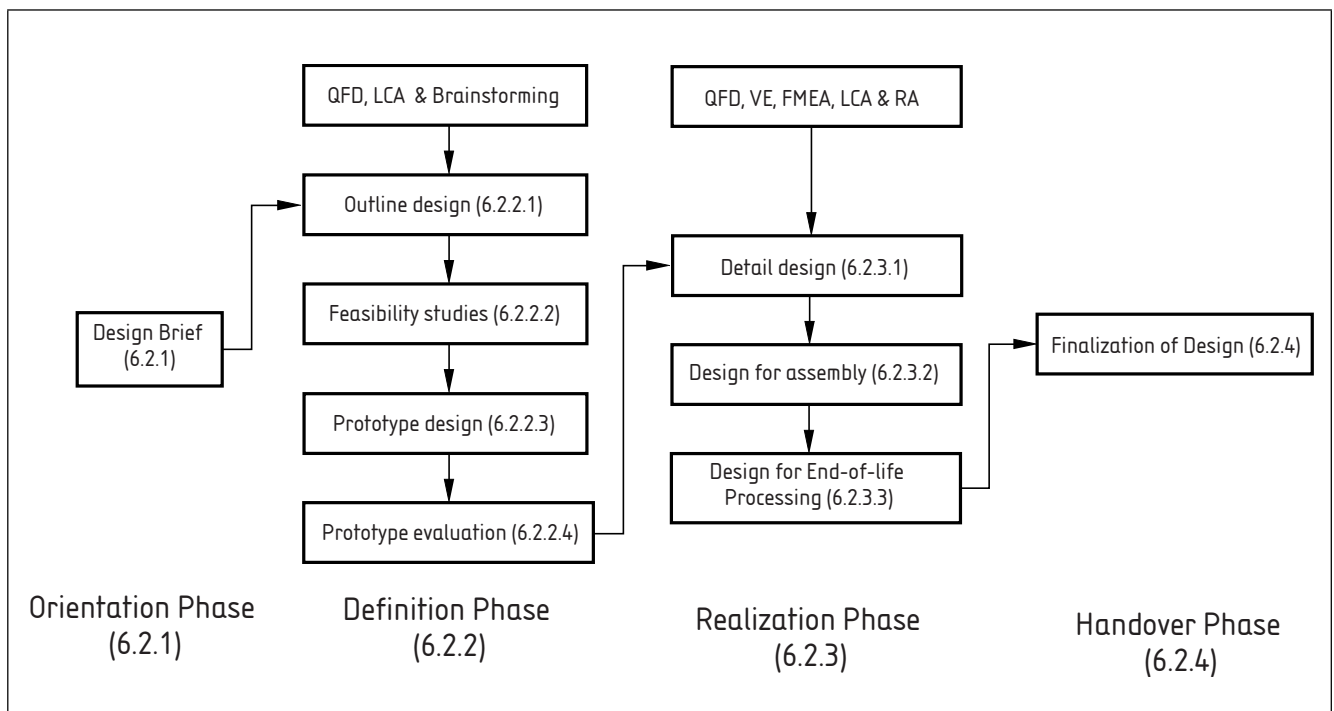 QFD, LCA & Brainstorming
Outline design (6.2.2.1)
Feasibility studies (6.2.2.2)
Design Brief
(6.2.1)
Prototype design (6.2.2.3)
Prototype evaluation (6.2.2.4)
QFD, VE, FMEA, LCA & RA
Detail design (6.2.3.1)
Design for assembly (6.2.3.2)
Design for End-of-life
Processing (6.2.3.3)
Finalization of Design (6.2.4)
Orientation Phase
(6.2.1)
Definition Phase
(6.2.2)
Realization Phase
(6.2.3)
Handover Phase
(6.2.4)